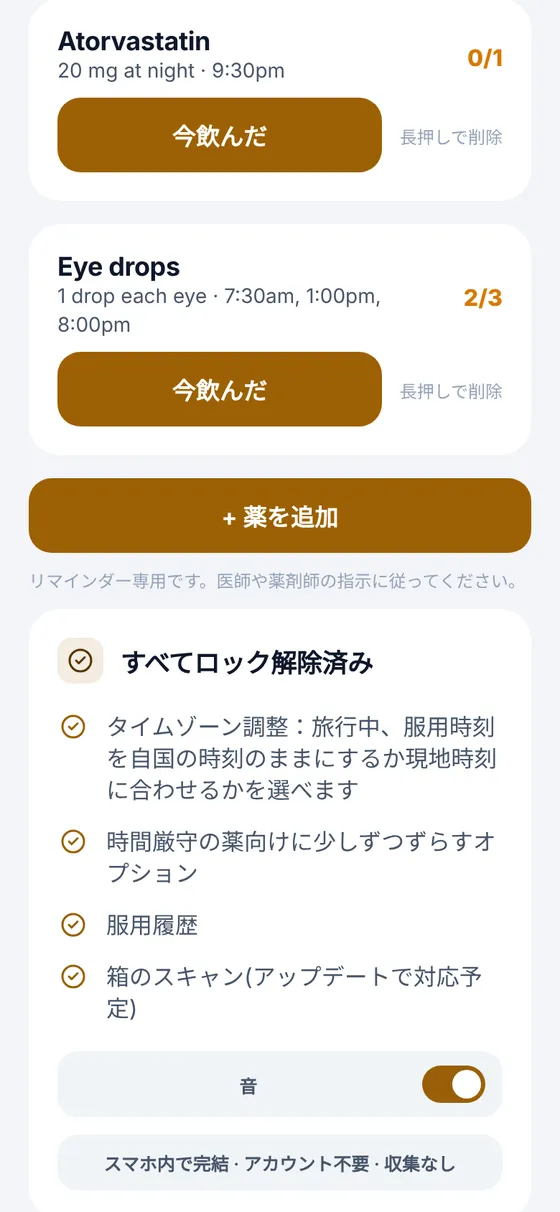 Atorvastatin
0/1
20 mg at night · 9:30pm
今飲んだ
長押しで削除
Eye drops
1 drop each eye · 7:30am, 1:00pm,
8:00pm
2/3
今飲んだ
長押しで削除
+ 薬を追加
リマインダー専用です。医師や薬剤師の指示に従ってください。
すべてロック解除済み
タイムゾーン調整：旅行中、服用時刻
を自国の時刻のままにするか現地時刻
に合わせるかを選べます
時間厳守の薬向けに少しずつずらすオ
プション
服用履歴
箱のスキャン(アップデートで対応予
定)
音
スマホ内で完結 · アカウント不要 · 収集なし